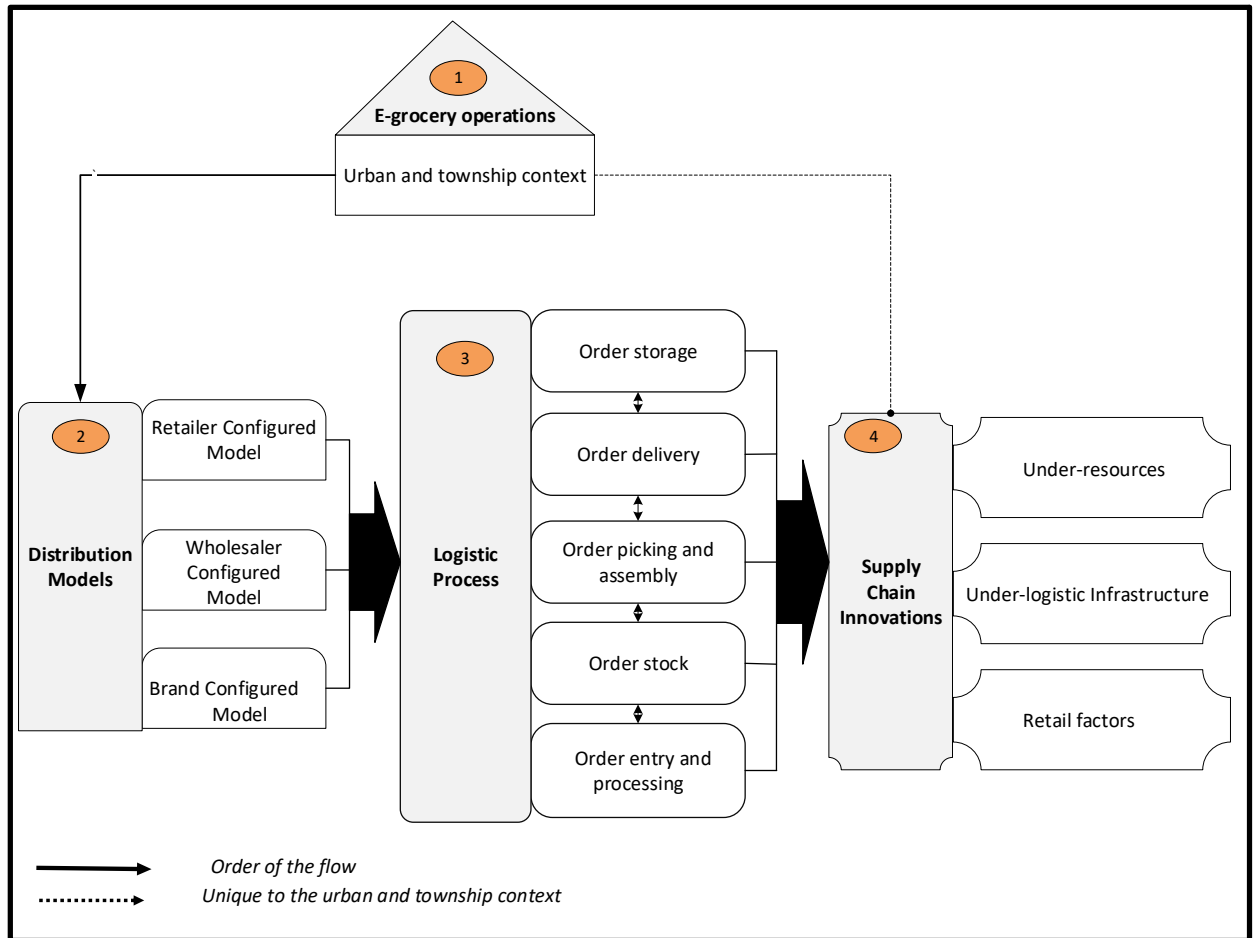 1
E-grocery operations
Urban and township context
2
Distribution
Models
Retailer Configured
Model
Wholesaler
Configured
Model
Brand Configured
Model
3
Logistic
Process
Order storage
Order delivery
Order picking and
assembly
Order stock
Order entry and
processing
4
Supply
Chain
Innovations
Under-resources
Under-logistic Infrastructure
Retail factors
Order of the flow
Unique to the urban and township context